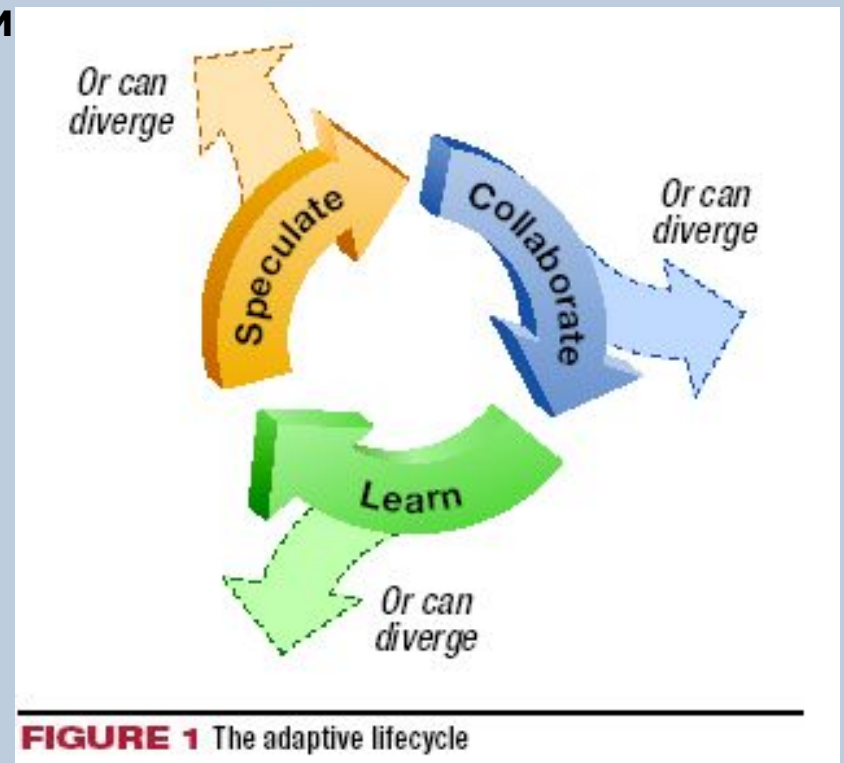 Or can
diverge
Speculate
Collaborate
Or can
diverge
Learn
Or can
diverge
FIGURE 1 The adaptive lifecycle